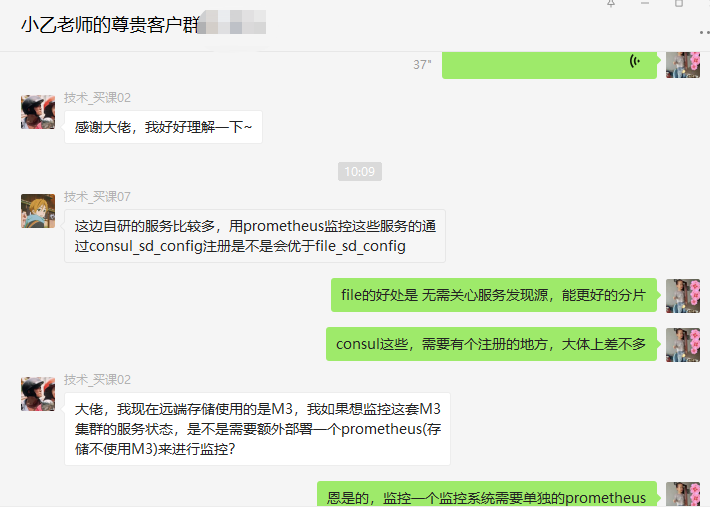 小乙老师的尊贵客户群
37"
技术_买课02
感谢大佬，我好好理解一下~
10:09
技术_买课07
这边自研的服务比较多，用prometheus监控这些服务的通
过consul_sd_config注册是不是会优于file_sd_config
file的好处是 无需关心服务发现源，能更好的分片
consul这些，需要有个注册的地方，大体上差不多
技术_买课02
大佬，我现在远端存储使用的是M3，我如果想监控这套M3
集群的服务状态，是不是需要额外部署一个prometheus(存
储不使用M3)来进行监控？
恩是的，监控一个监控系统需要单独的prometheus